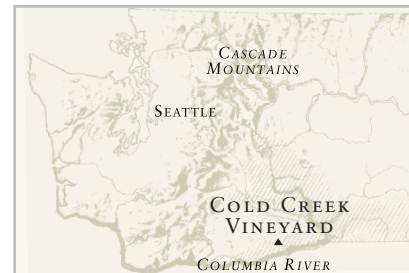 CASCADE
MOUNTAINS
SEATTLE
COLD CREEK
VINEYARD
COLUMBIA RIVER